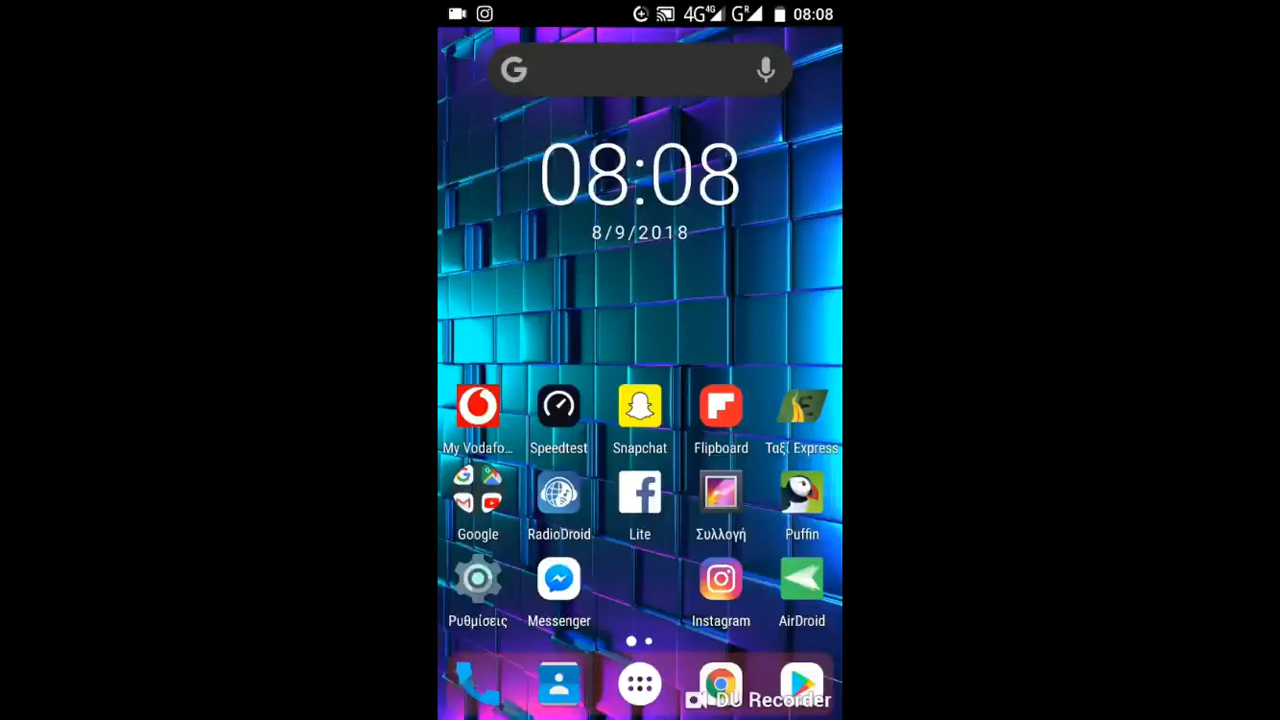 4G 4G G R 08:08
G
08:08
8/9/2018
My Vodafo... Speedtest Snapchat Flipboard Ταξί Express
Google RadioDroid Lite Συλλογή Puffin
Ρυθμίσεις Messenger Instagram AirDroid
DU Recorder